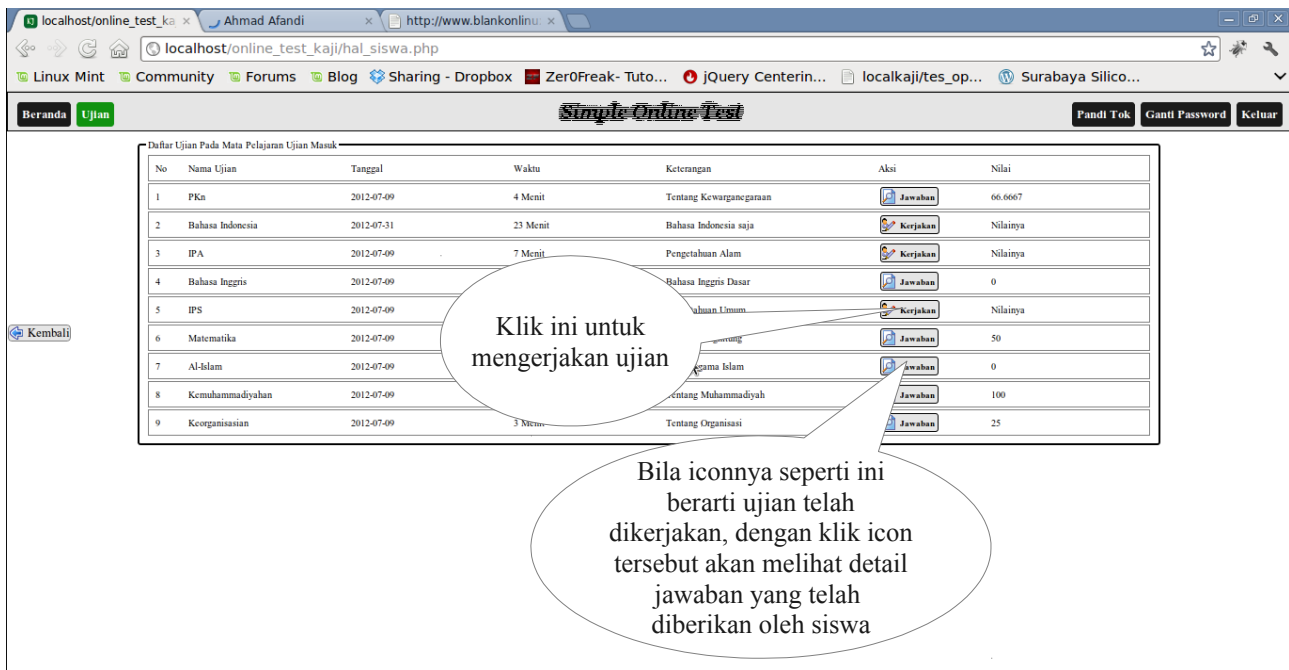 localhost/online_test_ka
Ahmad Afandi
http://www.blankonlinu
localhost/online_test_kaji/hal_siswa.php
Linux Mint Community Forums Blog Sharing - Dropbox Zer0Freak- Tuto... jQuery Centerin... localkaji/tes_op... Surabaya Silico...
Beranda Ujian Simple Online Test Pandi Tok Ganti Password Keluar
Daftar Ujian Pada Mata Pelajaran Ujian Masuk
No Nama Ujian Tanggal Waktu Keterangan Aksi Nilai
1 PKn 2012-07-09 4 Menit Tentang Kewarganegaraan Jawaban 66.6667
2 Bahasa Indonesia 2012-07-31 23 Menit Bahasa Indonesia saja Kerjakan Nilainya
3 IPA 2012-07-09 7 Menit Pengetahuan Alam Kerjakan Nilainya
4 Bahasa Inggris 2012-07-09 Bahasa Inggris Dasar Jawaban 0
5 IPS 2012-07-09 Umum Kerjakan Nilainya
6 Matematika 2012-07-09 Jawaban 50
7 Al-Islam 2012-07-09 Islam Jawaban 0
8 Kemuhammadiyahan 2012-07-09 Tentang Muhammadiyah Jawaban 100
9 Keorganisasian 2012-07-09 3 Menit Tentang Organisasi Jawaban 25
Kembali
Klik ini untuk
mengerjakan ujian
Bila iconnya seperti ini
berarti ujian telah
dikerjakan, dengan klik icon
tersebut akan melihat detail
jawaban yang telah
diberikan oleh siswa